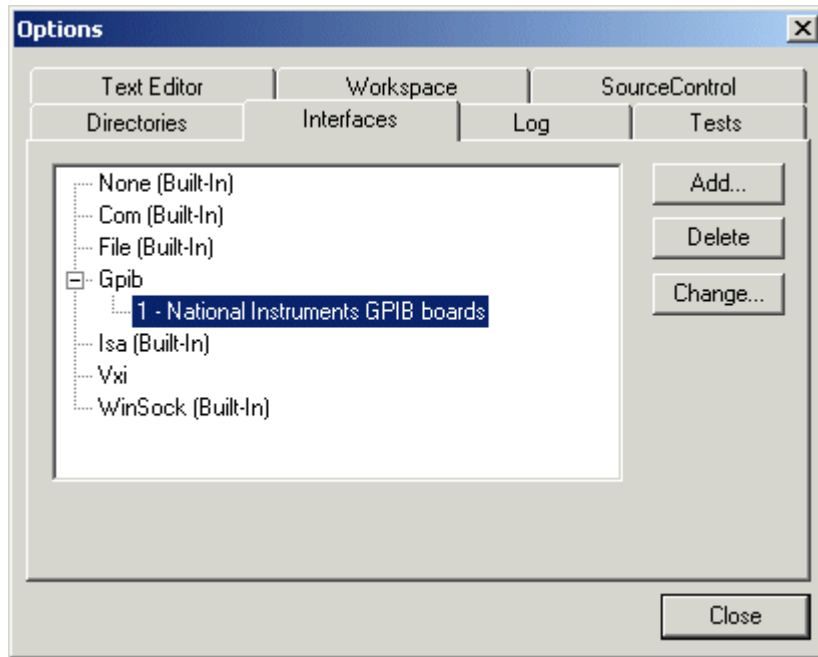 Options
Text Editor Workspace SourceControl
Directories Interfaces Log Tests
None (Built-In)
Com (Built-In)
File (Built-In)
Gpib
1 - National Instruments GPIB boards
Isa (Built-In)
Vxi
WinSock (Built-In)
Add...
Delete
Change...
Close